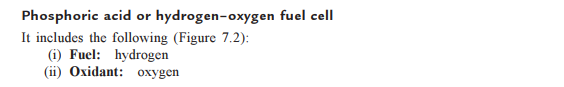 Phosphoric acid or hydrogen–oxygen fuel cell
It includes the following (Figure 7.2):
(i) Fuel: hydrogen
(ii) Oxidant: oxygen